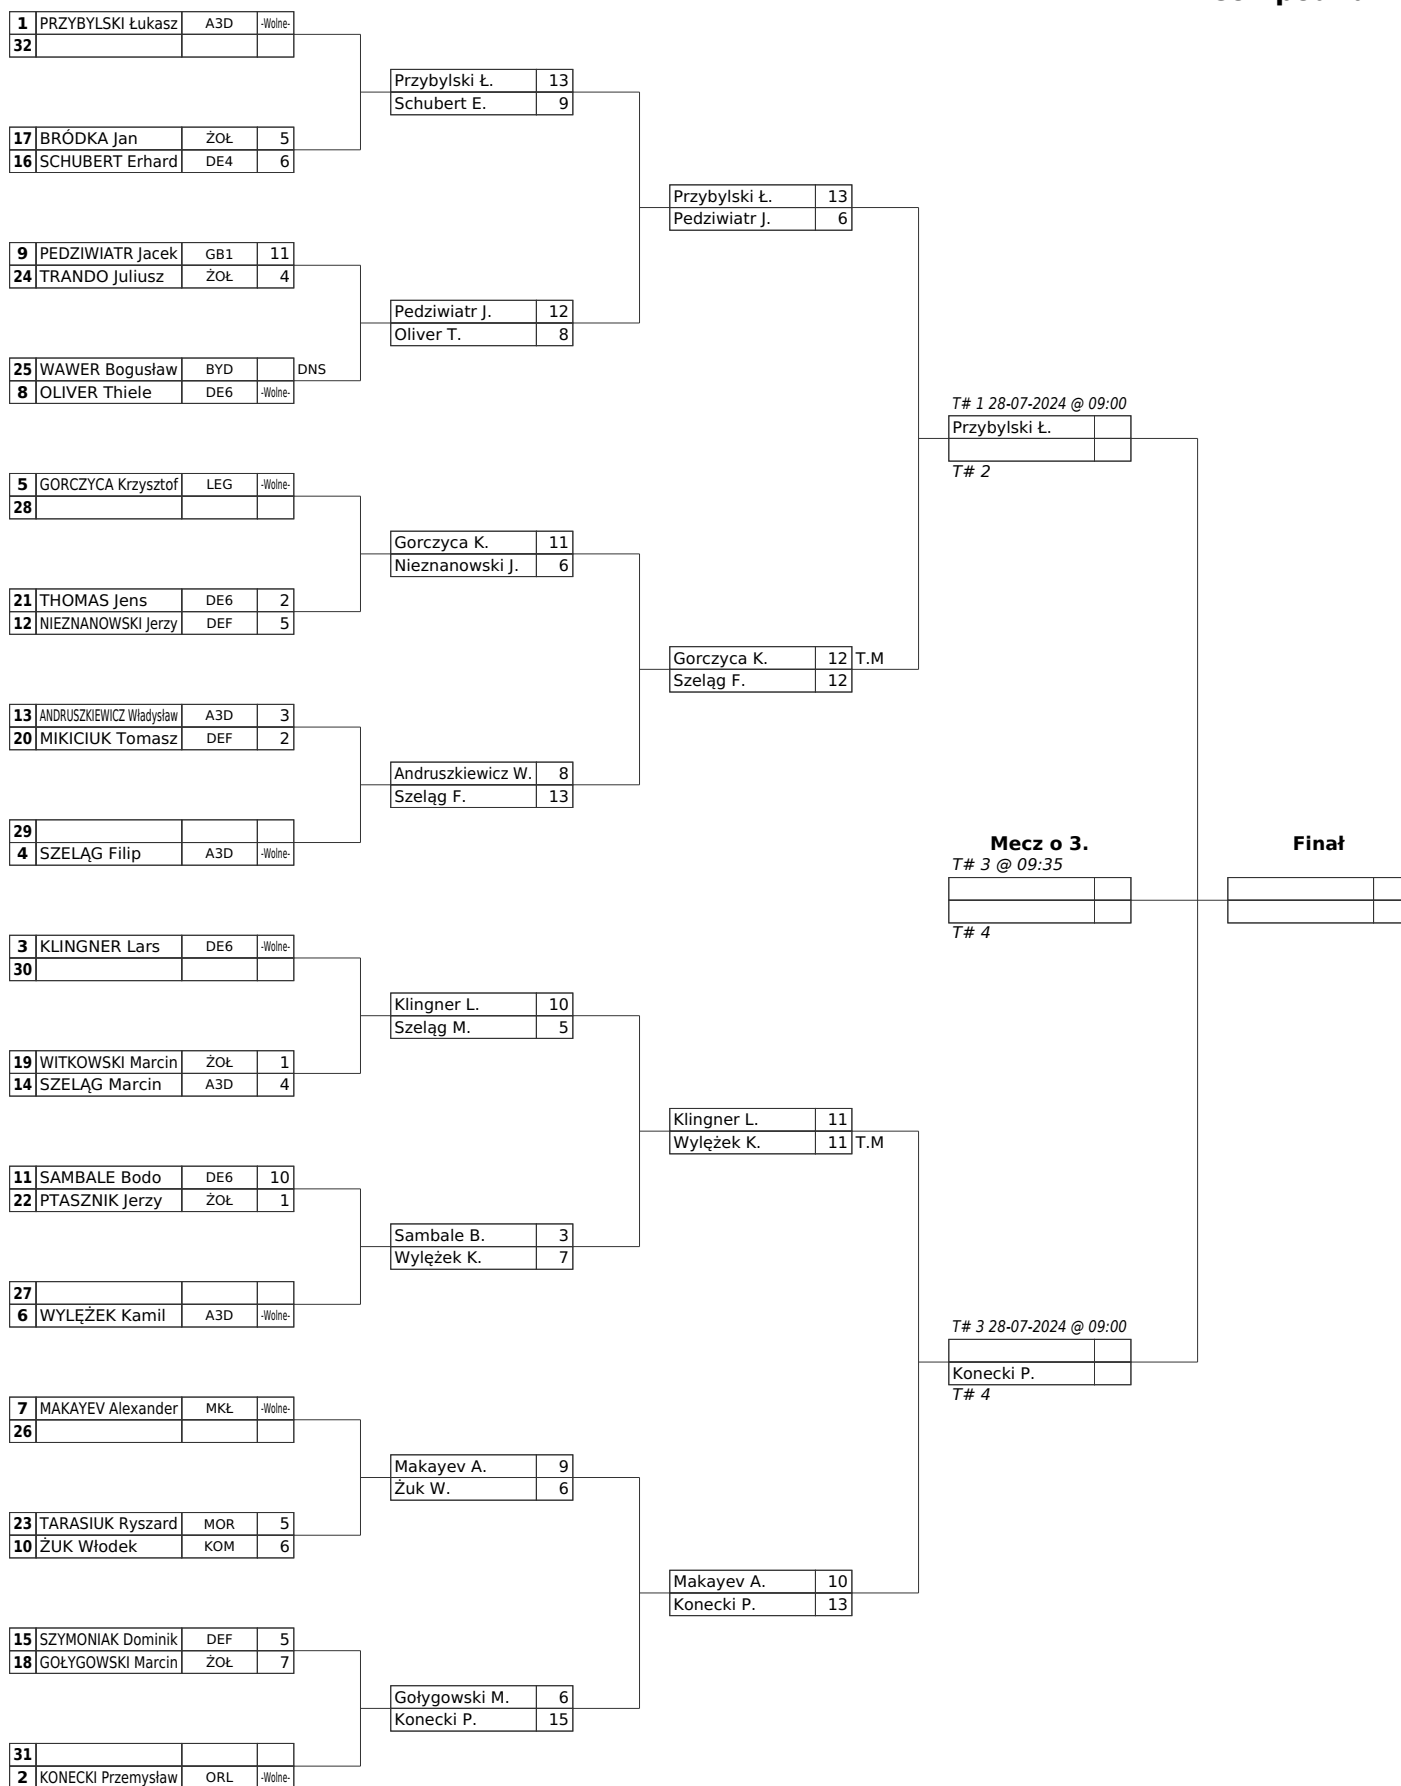 1 PRZYBYLSKI Łukasz A3D -Wolne-
32
Przybylski Ł. 13
Schubert E. 9
17 BRÓDKA Jan ŻOŁ 5
16 SCHUBERT Erhard DE4 6
Przybylski Ł. 13
Pedziwiatr J. 6
9 PEDZIWIATR Jacek GB1 11
24 TRANDO Juliusz ŻOŁ 4
Pedziwiatr J. 12
Oliver T. 8
25 WAWER Bogusław BYD DNS
8 OLIVER Thiele DE6 -Wolne-
T# 1 28-07-2024 @ 09:00
Przybylski Ł.
T# 2
5 GORCZYCA Krzysztof LEG -Wolne-
28
Gorczyca K. 11
Nieznanowski J. 6
21 THOMAS Jens DE6 2
12 NIEZNANOWSKI Jerzy DEF 5
Gorczyca K. 12 T.M
Szeląg F. 12
13 ANDRUSZKIEWICZ Władysław A3D 3
20 MIKICIUK Tomasz DEF 2
Andruszkiewicz W. 8
Szeląg F. 13
29
4 SZELĄG Filip A3D -Wolne-
Mecz o 3. Finał
T# 3 @ 09:35
T# 4
3 KLINGNER Lars DE6 -Wolne-
30
Klingner L. 10
Szeląg M. 5
19 WITKOWSKI Marcin ŻOŁ 1
14 SZELĄG Marcin A3D 4
Klingner L. 11
Wylężek K. 11 T.M
11 SAMBALE Bodo DE6 10
22 PTASZNIK Jerzy ŻOŁ 1
Sambale B. 3
Wylężek K. 7
27
6 WYLĘŻEK Kamil A3D -Wolne-
T# 3 28-07-2024 @ 09:00
Konecki P.
T# 4
7 MAKAYEV Alexander MKŁ -Wolne-
26
Makayev A. 9
Żuk W. 6
23 TARASIUK Ryszard MOR 5
10 ŻUK Włodek KOM 6
Makayev A. 10
Konecki P. 13
15 SZYMONIAK Dominik DEF 5
18 GOŁYGOWSKI Marcin ŻOŁ 7
Gołygowski M. 6
Konecki P. 15
31
2 KONECKI Przemysław ORL -Wolne-